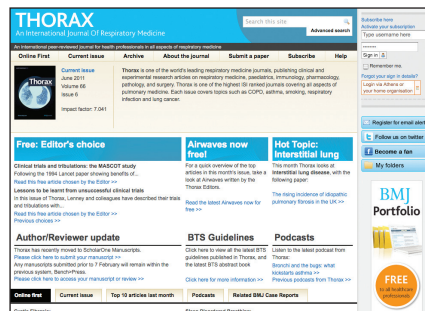 THORAX
An International Journal Of Respiratory Medicine
Search this site
Advanced search
An international peer-reviewed journal for health professionals in all aspects of respiratory medicine
Online First Current issue Archive About the journal Submit a paper Subscribe Help
Current issue
June 2011
Volume 66
Issue 6
Impact factor: 7.041
Thorax
Thorax is one of the world's leading respiratory medicine journals, publishing clinical and
experimental research articles on respiratory medicine, paediatrics, immunology, pharmacology,
pathology, and surgery. Thorax is one of the highest ISI ranked journals covering all aspects of
pulmonary medicine. Each issue covers topics such as COPD, asthma, smoking, respiratory
infection and lung cancer.
Subscribe here
Activate your subscription
Type username here
Sign in
Remember me.
Forgot your sign in details?
Login via Athens or
your home organisation
Register for email alert
Follow us on twitter
Become a fan
My folders
Free: Editor's choice
Clinical trials and tribulations: the MASCOT study
Following the 1994 Lancet paper showing benefits of...
Read this free article chosen by the Editor >>
Lessons to be learnt from unsuccessful clinical trials
In this issue of Thorax, Lenney and colleagues have described their trials
and tribulations with...
Read this free article chosen by the Editor >>
Previous choices >>
Airwaves now
free!
For a quick overview of the top
articles in this month's issue, take a
look at Airwaves written by the
Thorax Editors.
Read the latest Airwaves now for
free >>
Hot Topic:
Interstitial lung
This month Thorax looks at
Interstitial lung disease, with the
following paper:
The rising incidence of idiopathic
pulmonary fibrosis in the UK >>
BMJ
Portfolio
FREE
to all healthcare
professionals
Author/Reviewer update
Thorax has recently moved to ScholarOne Manuscripts.
Please click here to submit your manuscript >>
Any manuscripts submitted prior to 7 February will remain within the
previous system, Bench>Press.
Please click here to access your manuscript or review >>
BTS Guidelines
Click here to view all the latest BTS
guidelines published in Thorax, and
the latest BTS abstract book
Click here for more information >>
Podcasts
Listen to the latest podcast from
Thorax:
Bronchi and the bugs: what
kickstarts asthma >>
Previous podcasts from Thorax >>
Online first Current issue Top 10 articles last month Podcasts Related BMJ Case Reports